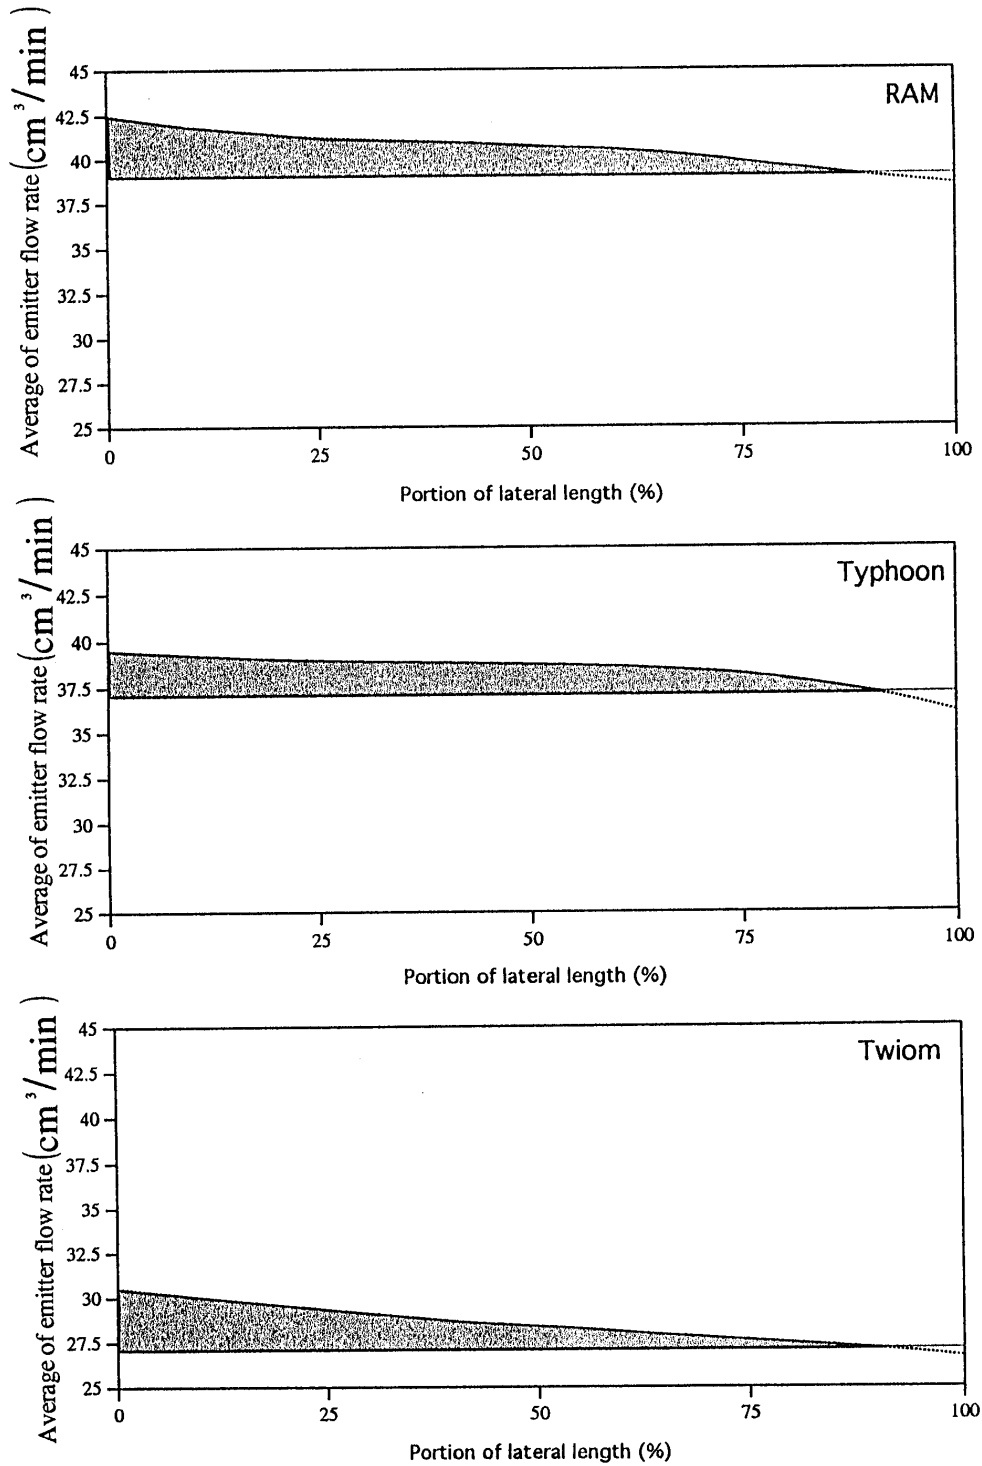 Average of emitter flow rate (cm³/min)
45
42.5
40
37.5
35
32.5
30
27.5
25
RAM
0 25 50 75 100
Portion of lateral length (%)
Average of emitter flow rate (cm³/min)
45
42.5
40
37.5
35
32.5
30
27.5
25
Typhoon
0 25 50 75 100
Portion of lateral length (%)
Average of emitter flow rate (cm³/min)
45
42.5
40
37.5
35
32.5
30
27.5
25
Twiom
0 25 50 75 100
Portion of lateral length (%)